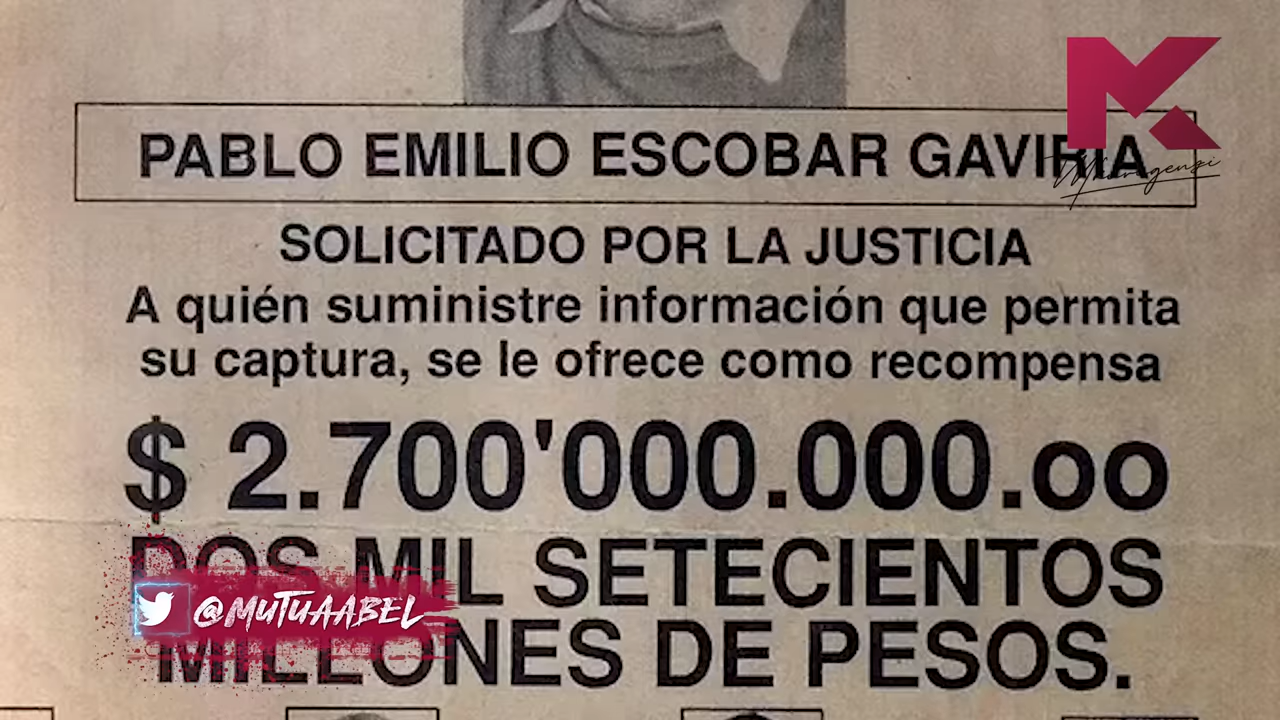 PABLO EMILIO ESCOBAR GAVIRIA
SOLICITADO POR LA JUSTICIA
A quién suministre información que permita
su captura, se le ofrece como recompensa
$ 2.700'000.000.oo
DOS MIL SETECIENTOS
MILLONES DE PESOS.
@MUTUAABEL